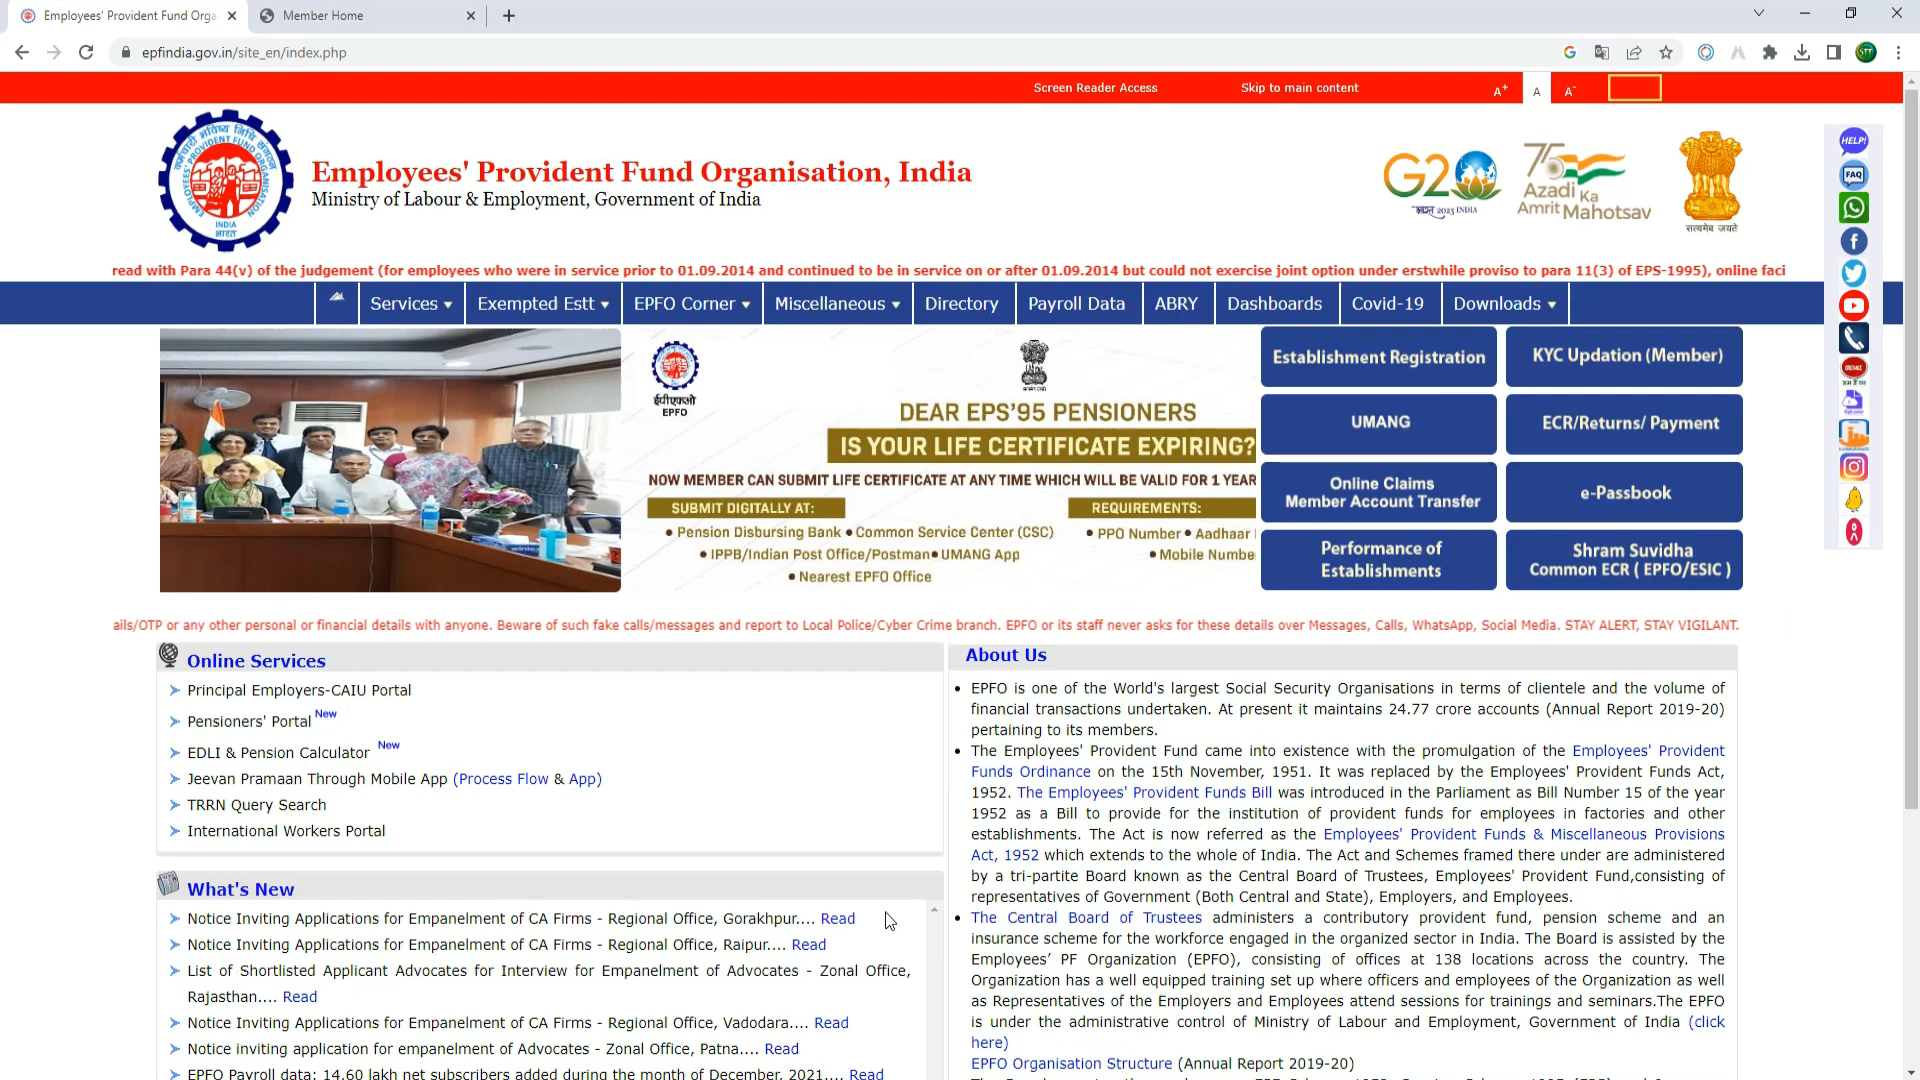 Employees' Provident Fund Orga
Member Home
epfindia.gov.in/site_en/index.php
Screen Reader Access
Skip to main content
A+
A
A-
कर्मचारी भविष्य निधि संगठन
EMPLOYEES' PROVIDENT FUND ORGANISATION
INDIA
भारत
Employees' Provident Fund Organisation, India
Ministry of Labour & Employment, Government of India
G20
भारत 2023 INDIA
75
Azadi Ka
Amrit Mahotsav
सत्यमेव जयते
HELP!
FAQ
read with Para 44(v) of the judgement (for employees who were in service prior to 01.09.2014 and continued to be in service on or after 01.09.2014 but could not exercise joint option under erstwhile proviso to para 11(3) of EPS-1995), online faci
Services
Exempted Estt
EPFO Corner
Miscellaneous
Directory
Payroll Data
ABRY
Dashboards
Covid-19
Downloads
ईपीएफओ
EPFO
DEAR EPS'95 PENSIONERS
IS YOUR LIFE CERTIFICATE EXPIRING?
NOW MEMBER CAN SUBMIT LIFE CERTIFICATE AT ANY TIME WHICH WILL BE VALID FOR 1 YEAR
SUBMIT DIGITALLY AT:
REQUIREMENTS:
• Pension Disbursing Bank • Common Service Center (CSC)
• PPO Number • Aadhaar
• IPPB/Indian Post Office/Postman • UMANG App
• Mobile Numbe
• Nearest EPFO Office
Establishment Registration
KYC Updation (Member)
UMANG
ECR/Returns/ Payment
Online Claims
Member Account Transfer
e-Passbook
Performance of
Establishments
Shram Suvidha
Common ECR ( EPFO/ESIC )
ails/OTP or any other personal or financial details with anyone. Beware of such fake calls/messages and report to Local Police/Cyber Crime branch. EPFO or its staff never asks for these details over Messages, Calls, WhatsApp, Social Media. STAY ALERT, STAY VIGILANT.
Online Services
Principal Employers-CAIU Portal
Pensioners' Portal New
EDLI & Pension Calculator New
Jeevan Pramaan Through Mobile App (Process Flow & App)
TRRN Query Search
International Workers Portal
What's New
Notice Inviting Applications for Empanelment of CA Firms - Regional Office, Gorakhpur.... Read
Notice Inviting Applications for Empanelment of CA Firms - Regional Office, Raipur.... Read
List of Shortlisted Applicant Advocates for Interview for Empanelment of Advocates - Zonal Office,
Rajasthan.... Read
Notice Inviting Applications for Empanelment of CA Firms - Regional Office, Vadodara.... Read
Notice inviting application for empanelment of Advocates - Zonal Office, Patna.... Read
EPFO Payroll data: 14.60 lakh net subscribers added during the month of December, 2021.... Read
About Us
• EPFO is one of the World's largest Social Security Organisations in terms of clientele and the volume of
financial transactions undertaken. At present it maintains 24.77 crore accounts (Annual Report 2019-20)
pertaining to its members.
• The Employees' Provident Fund came into existence with the promulgation of the Employees' Provident
Funds Ordinance on the 15th November, 1951. It was replaced by the Employees' Provident Funds Act,
1952. The Employees' Provident Funds Bill was introduced in the Parliament as Bill Number 15 of the year
1952 as a Bill to provide for the institution of provident funds for employees in factories and other
establishments. The Act is now referred as the Employees' Provident Funds & Miscellaneous Provisions
Act, 1952 which extends to the whole of India. The Act and Schemes framed there under are administered
by a tri-partite Board known as the Central Board of Trustees, Employees' Provident Fund,consisting of
representatives of Government (Both Central and State), Employers, and Employees.
• The Central Board of Trustees administers a contributory provident fund, pension scheme and an
insurance scheme for the workforce engaged in the organized sector in India. The Board is assisted by the
Employees' PF Organization (EPFO), consisting of offices at 138 locations across the country. The
Organization has a well equipped training set up where officers and employees of the Organization as well
as Representatives of the Employers and Employees attend sessions for trainings and seminars.The EPFO
is under the administrative control of Ministry of Labour and Employment, Government of India (click
here)
EPFO Organisation Structure (Annual Report 2019-20)